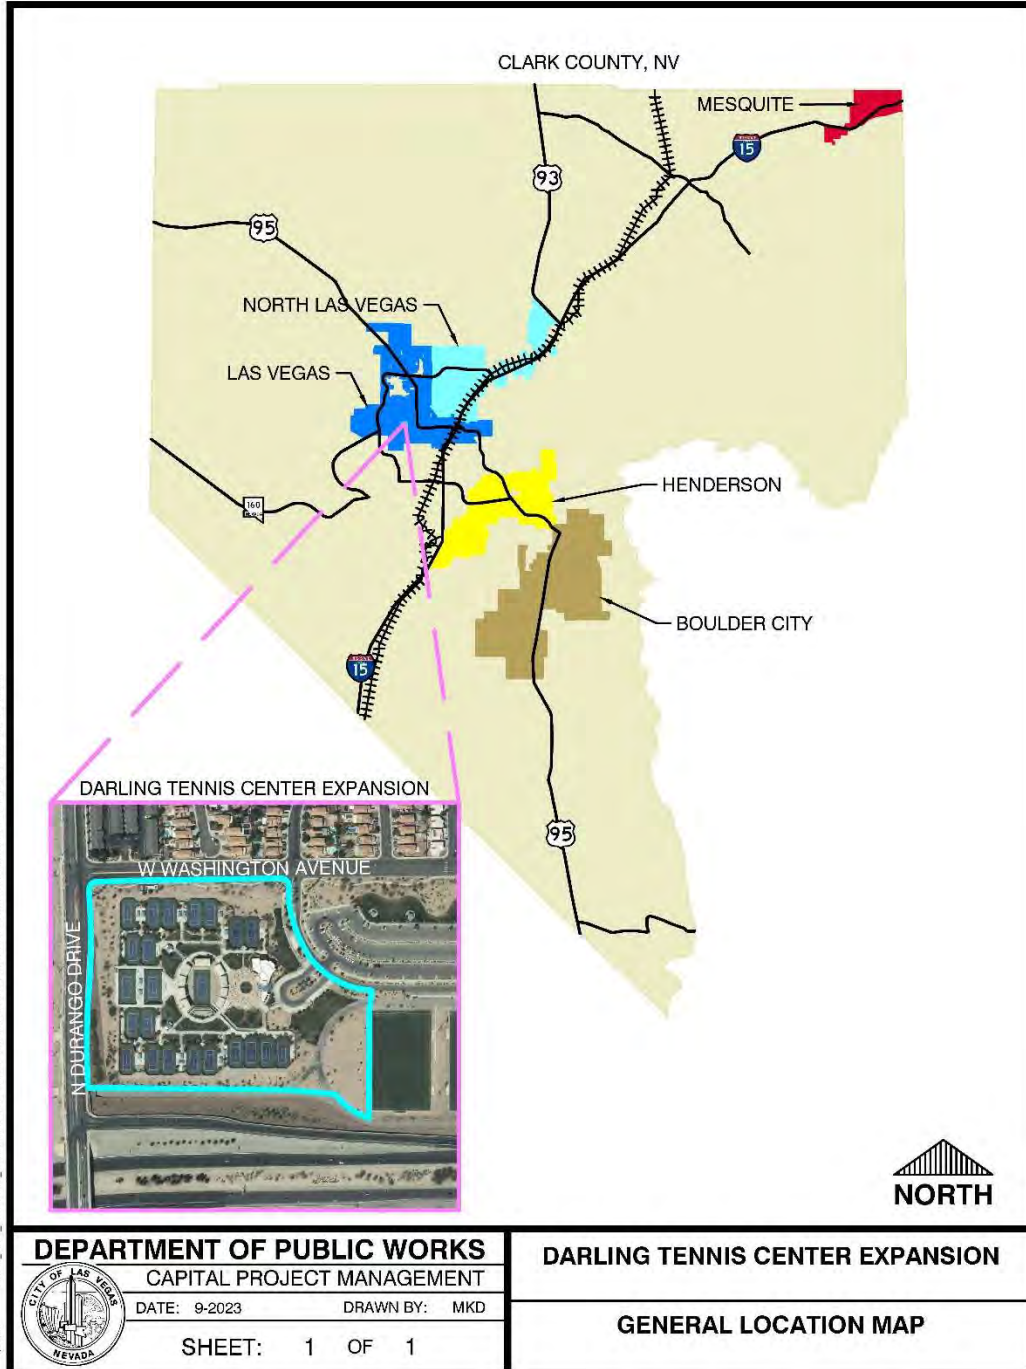 CLARK COUNTY, NV
MESQUITE
15
93
95
NORTH LAS VEGAS
LAS VEGAS
HENDERSON
160
BOULDER CITY
15
95
DARLING TENNIS CENTER EXPANSION
W WASHINGTON AVENUE
N DURANGO DRIVE
NORTH
DEPARTMENT OF PUBLIC WORKS
CAPITAL PROJECT MANAGEMENT
DATE: 9-2023 DRAWN BY: MKD
SHEET: 1 OF 1
CITY OF LAS VEGAS
NEVADA
DARLING TENNIS CENTER EXPANSION
GENERAL LOCATION MAP